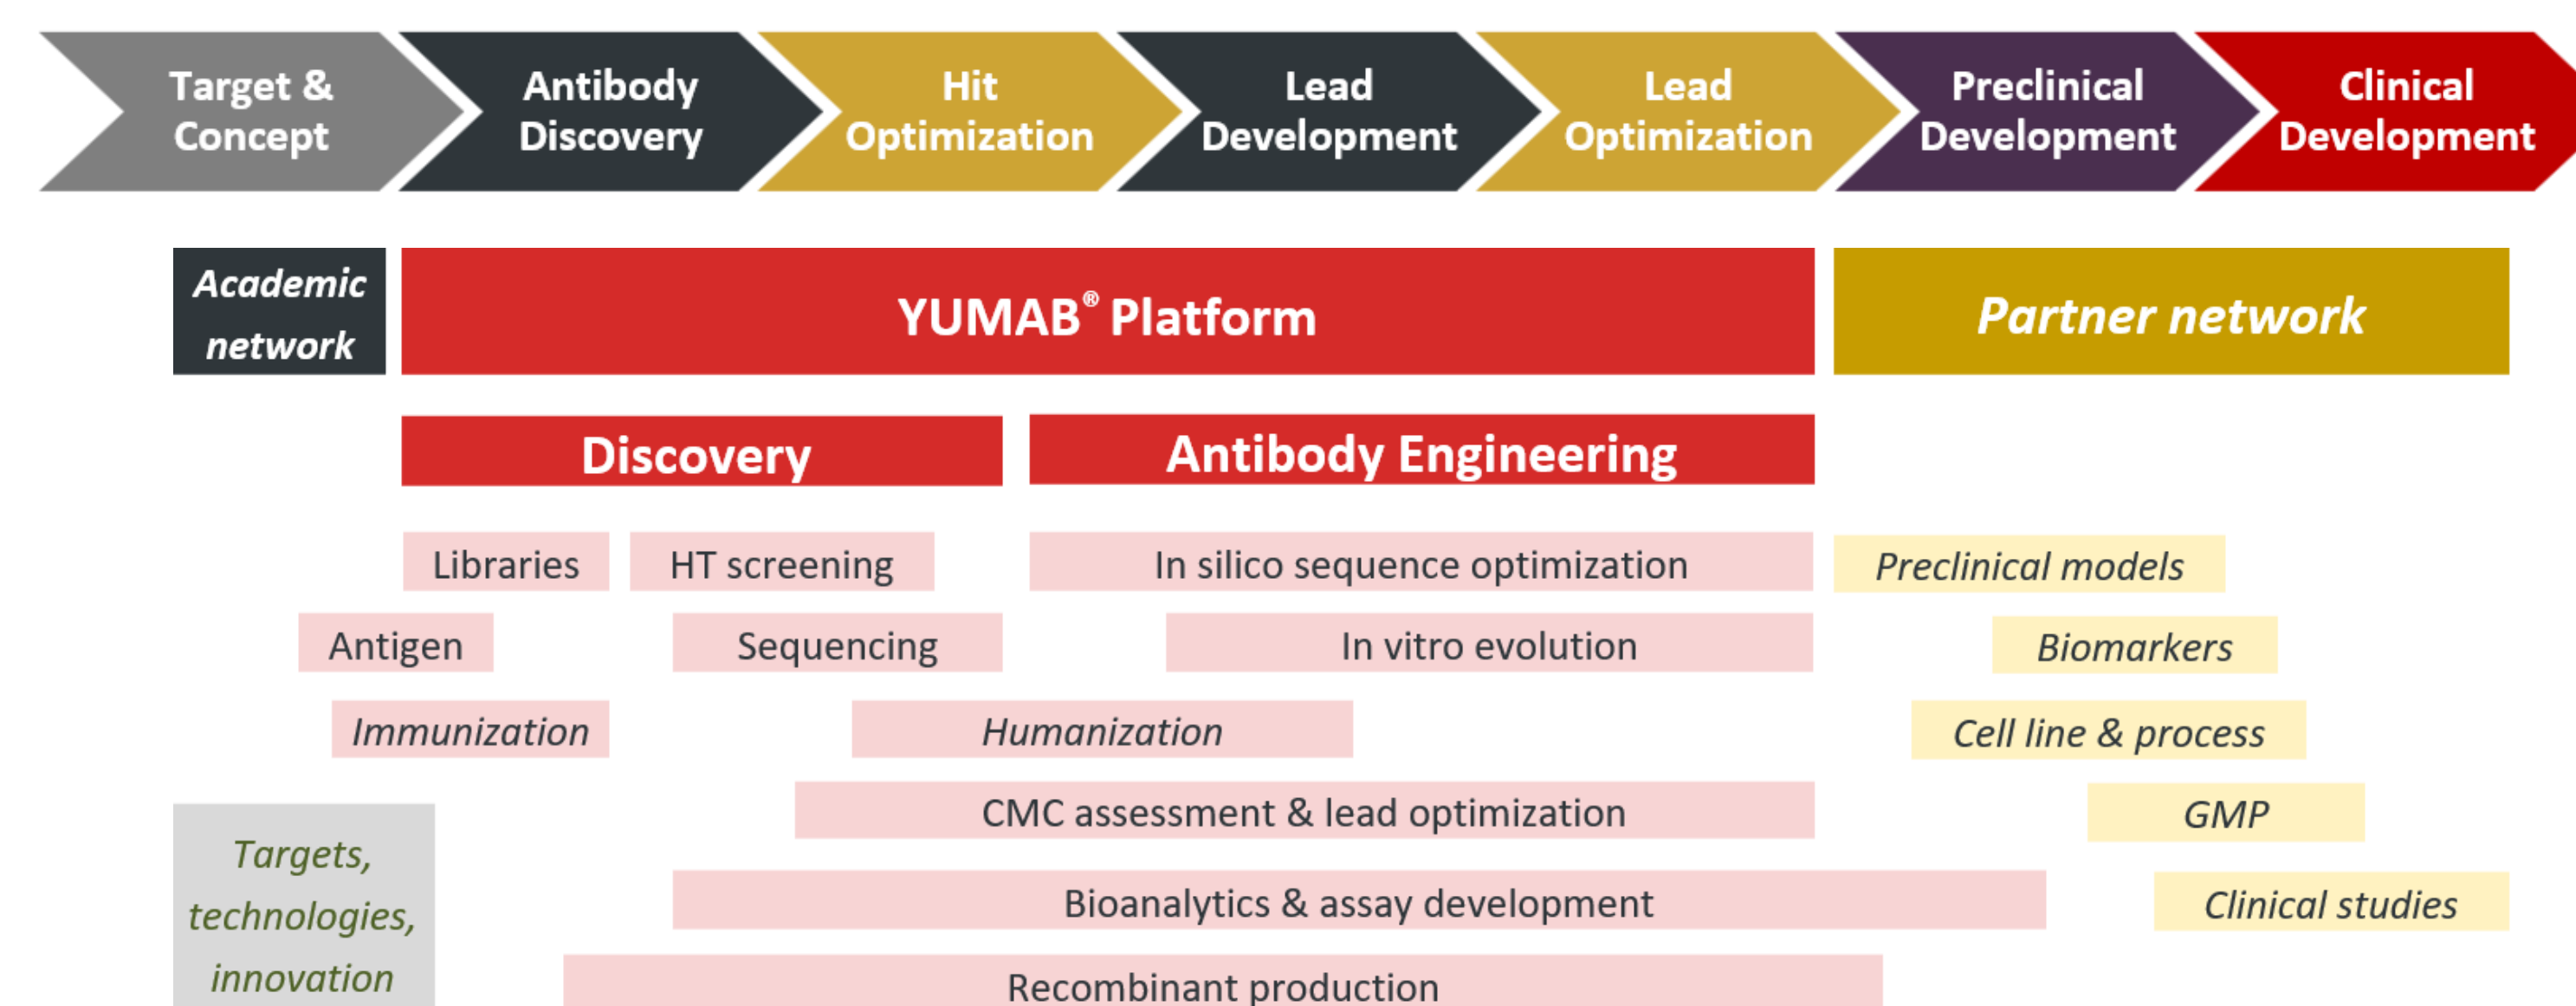 Target &
Concept
Antibody
Discovery
Hit
Optimization
Lead
Development
Lead
Optimization
Preclinical
Development
Clinical
Development
Academic
network
YUMAB® Platform
Partner network
Discovery
Antibody Engineering
Libraries
HT screening
In silico sequence optimization
Preclinical models
Antigen
Sequencing
In vitro evolution
Biomarkers
Immunization
Humanization
Cell line & process
CMC assessment & lead optimization
GMP
Targets,
technologies,
innovation
Bioanalytics & assay development
Clinical studies
Recombinant production